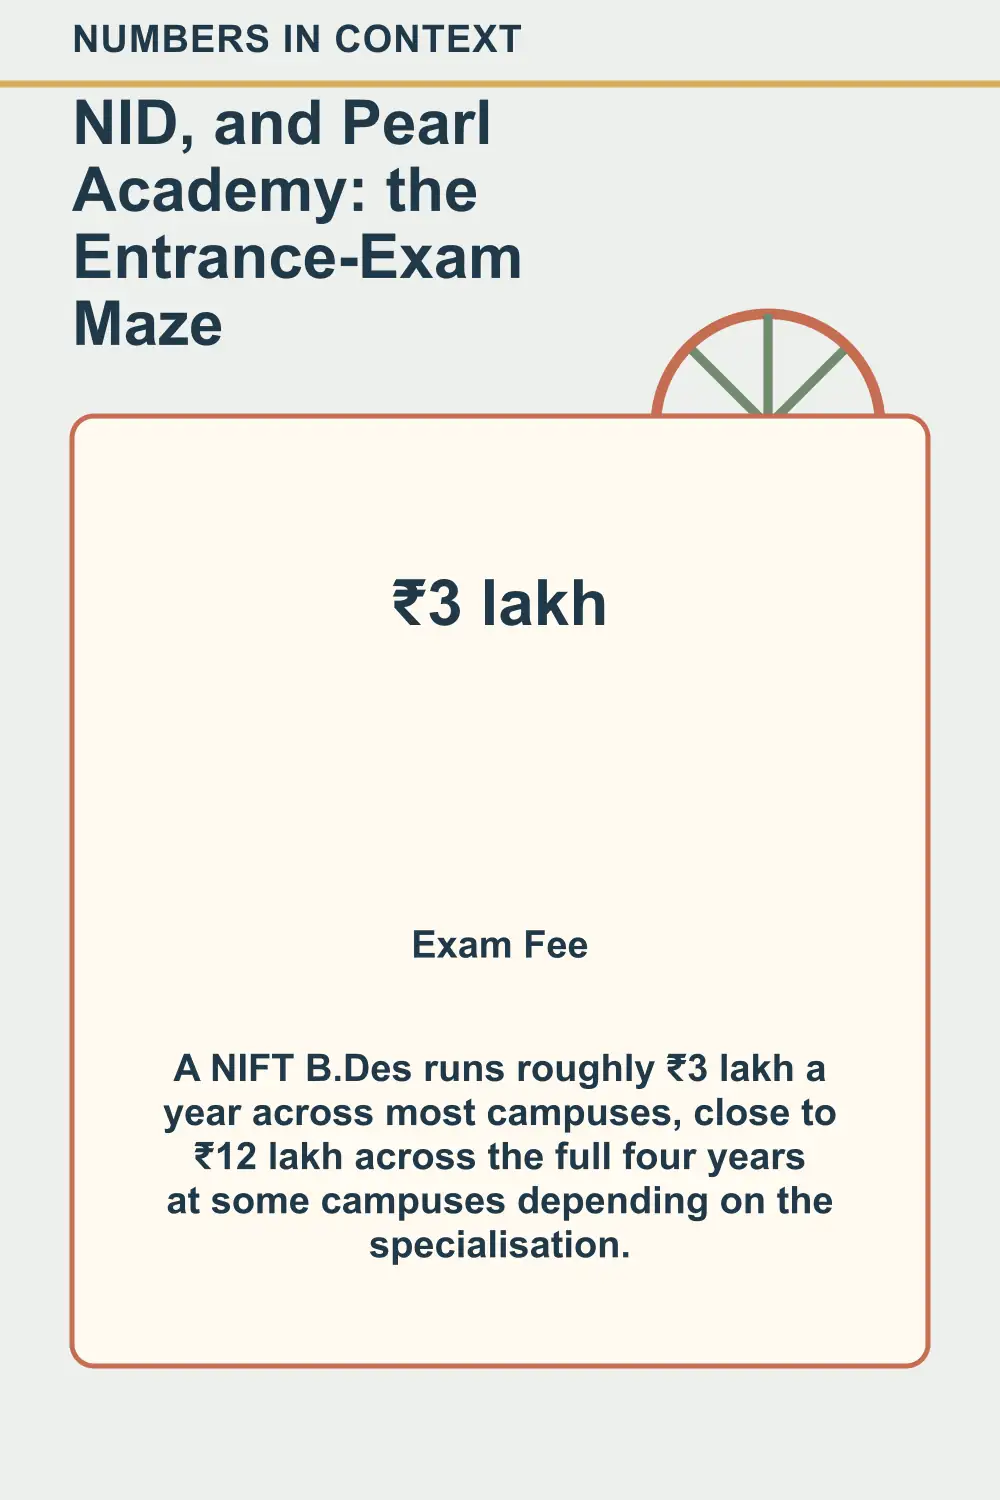 NUMBERS IN CONTEXT
NID, and Pearl
Academy: the
Entrance-Exam
Maze
₹3 lakh
Exam Fee
A NIFT B.Des runs roughly ₹3 lakh a
year across most campuses, close to
₹12 lakh across the full four years
at some campuses depending on the
specialisation.